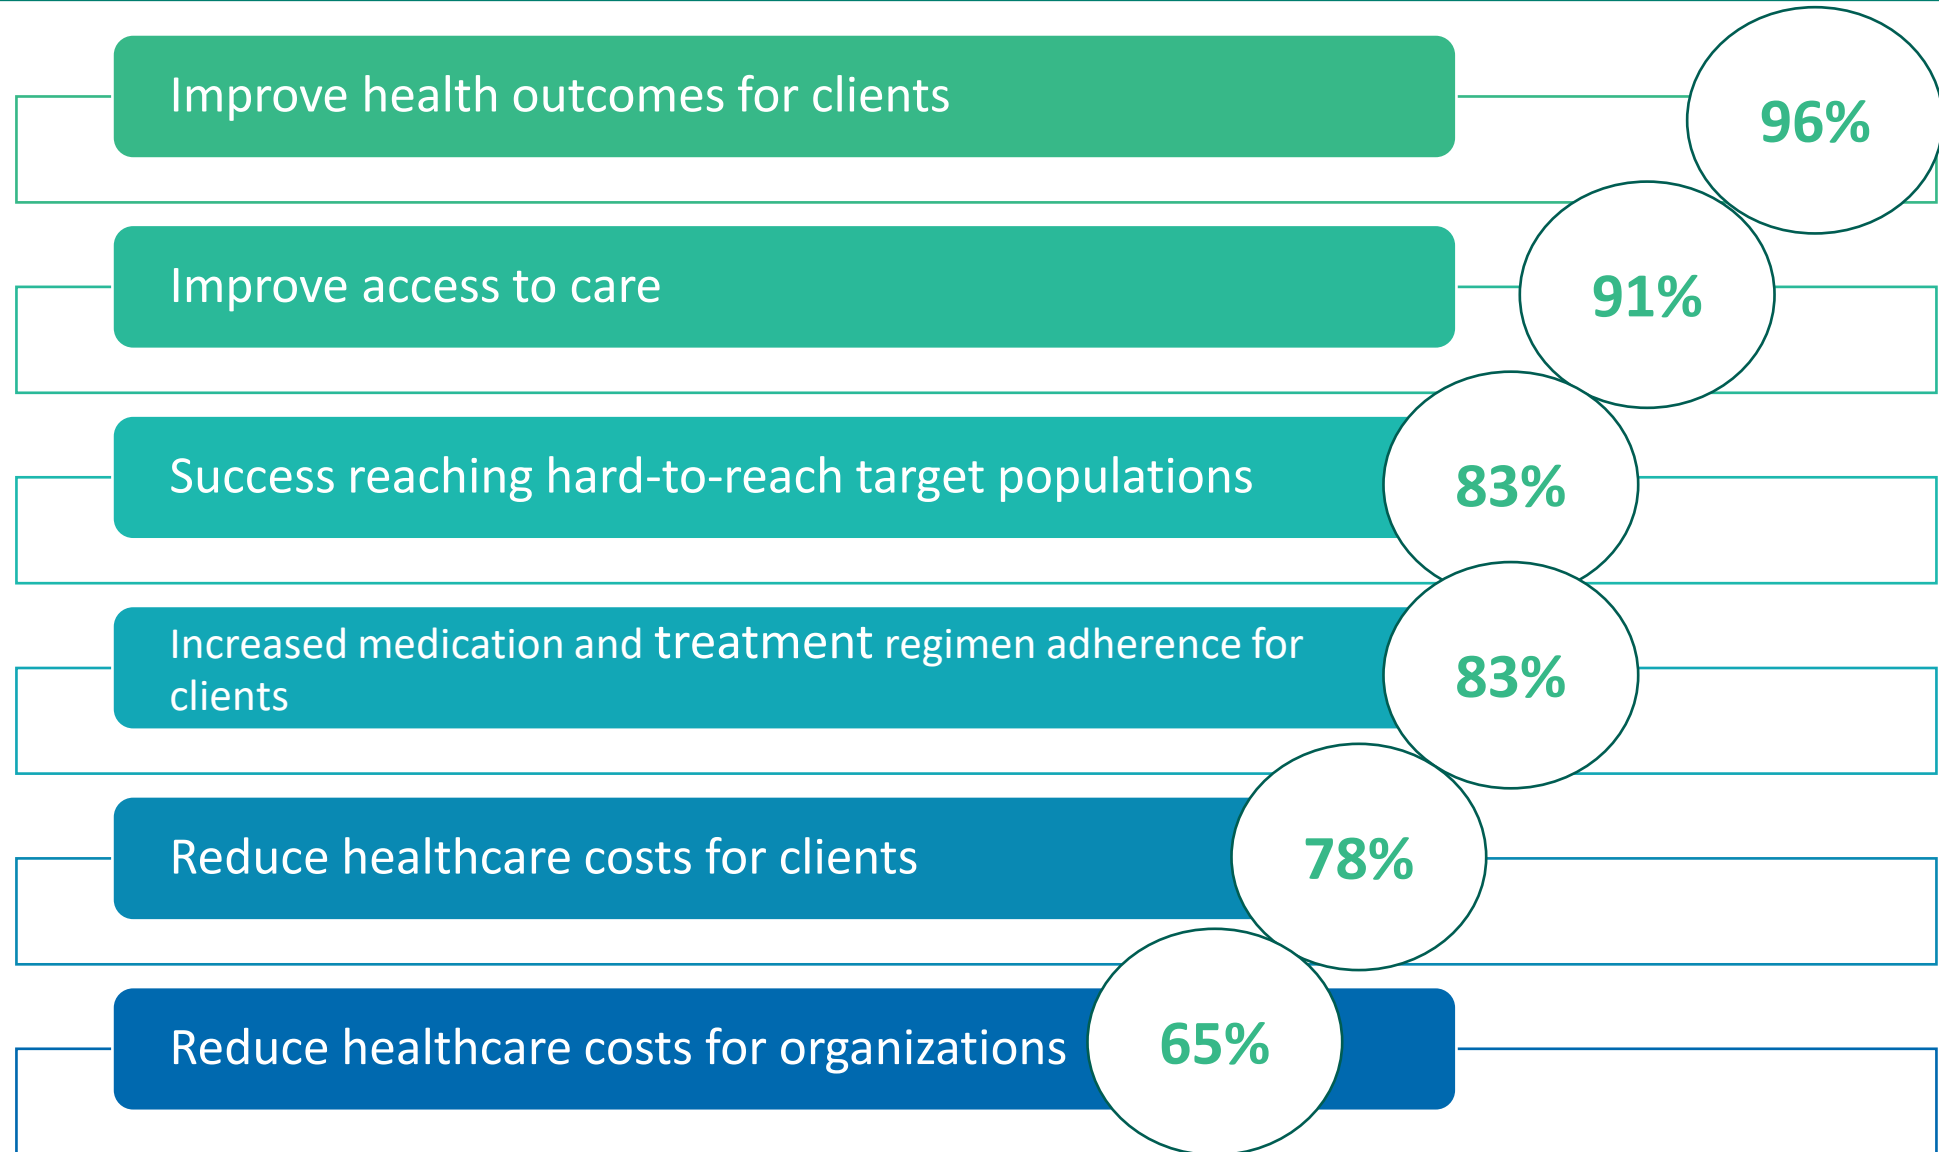 Improve health outcomes for clients
96%
Improve access to care
91%
Success reaching hard-to-reach target populations
83%
Increased medication and treatment regimen adherence for
clients
83%
Reduce healthcare costs for clients
78%
Reduce healthcare costs for organizations
65%